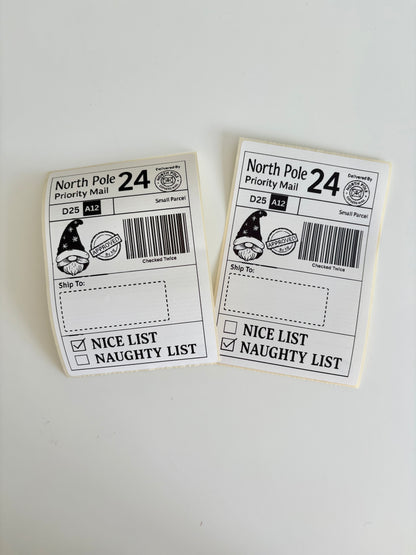 North Pole
Priority Mail
24
Delivered By
D25 A12
Small Parcel
APPROVED
Checked Twice
Ship To:
NICE LIST
NAUGHTY LIST
North Pole
Priority Mail
24
Delivered By
D25 A12
Small Parcel
APPROVED
Checked Twice
Ship To:
NICE LIST
NAUGHTY LIST